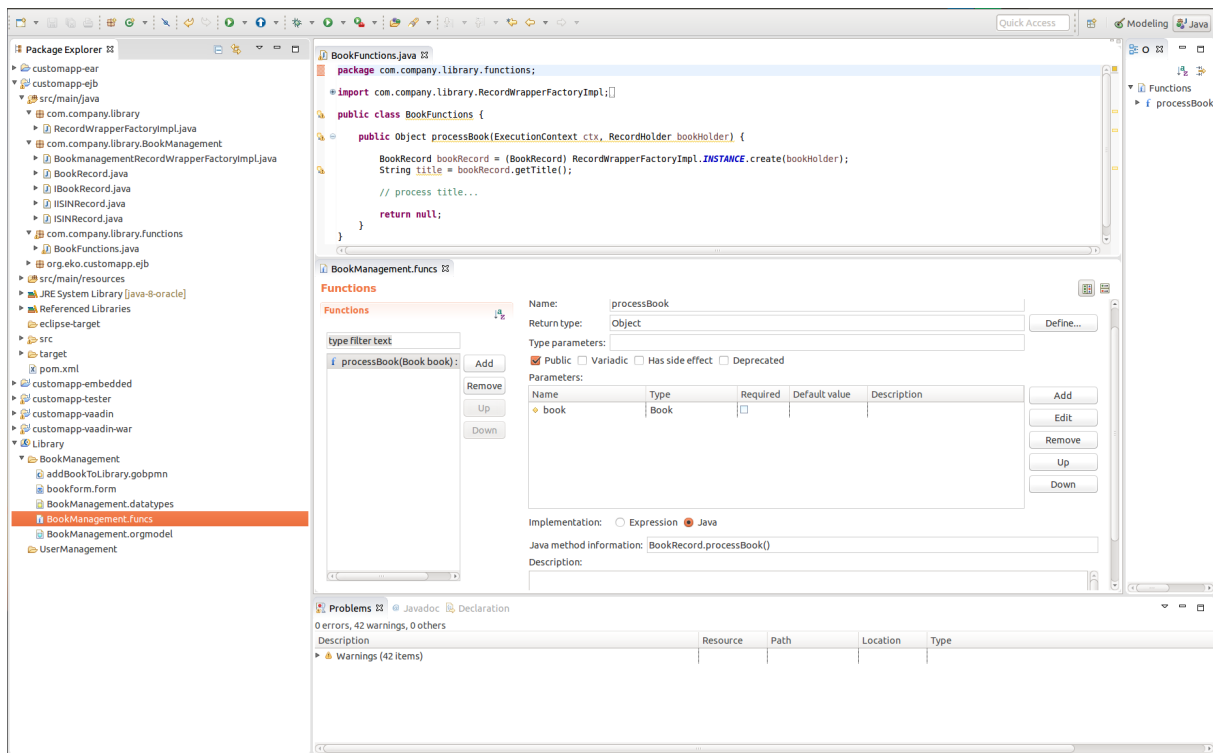 Quick Access
Modeling
Java
Package Explorer
customapp-ear
customapp-ejb
src/main/java
com.company.library
RecordWrapperFactoryImpl.java
com.company.library.BookManagement
BookmanagementRecordWrapperFactoryImpl.java
BookRecord.java
IBookRecord.java
IISINRecord.java
ISINRecord.java
com.company.library.functions
BookFunctions.java
org.eko.customapp.ejb
src/main/resources
JRE System Library [java-8-oracle]
Referenced Libraries
eclipse-target
src
target
pom.xml
customapp-embedded
customapp-tester
customapp-vaadin
customapp-vaadin-war
Library
BookManagement
addBookToLibrary.gobpmn
bookform.form
BookManagement.datatypes
BookManagement.funcs
BookManagement.orgmodel
UserManagement
BookFunctions.java
package com.company.library.functions;
import com.company.library.RecordWrapperFactoryImpl;
public class BookFunctions {
public Object processBook(ExecutionContext ctx, RecordHolder bookHolder) {
BookRecord bookRecord = (BookRecord) RecordWrapperFactoryImpl.INSTANCE.create(bookHolder);
String title = bookRecord.getTitle();
// process title...
return null;
}
}
BookManagement.funcs
Functions
Functions
type filter text
processBook(Book book) :
Add
Remove
Up
Down
Name: processBook
Return type: Object Define...
Type parameters:
Public Variadic Has side effect Deprecated
Parameters:
Name Type Required Default value Description
book Book
Add
Edit
Remove
Up
Down
Implementation: Expression Java
Java method information: BookRecord.processBook()
Description:
Problems Javadoc Declaration
0 errors, 42 warnings, 0 others
Description Resource Path Location Type
Warnings (42 items)
O
Functions
processBook